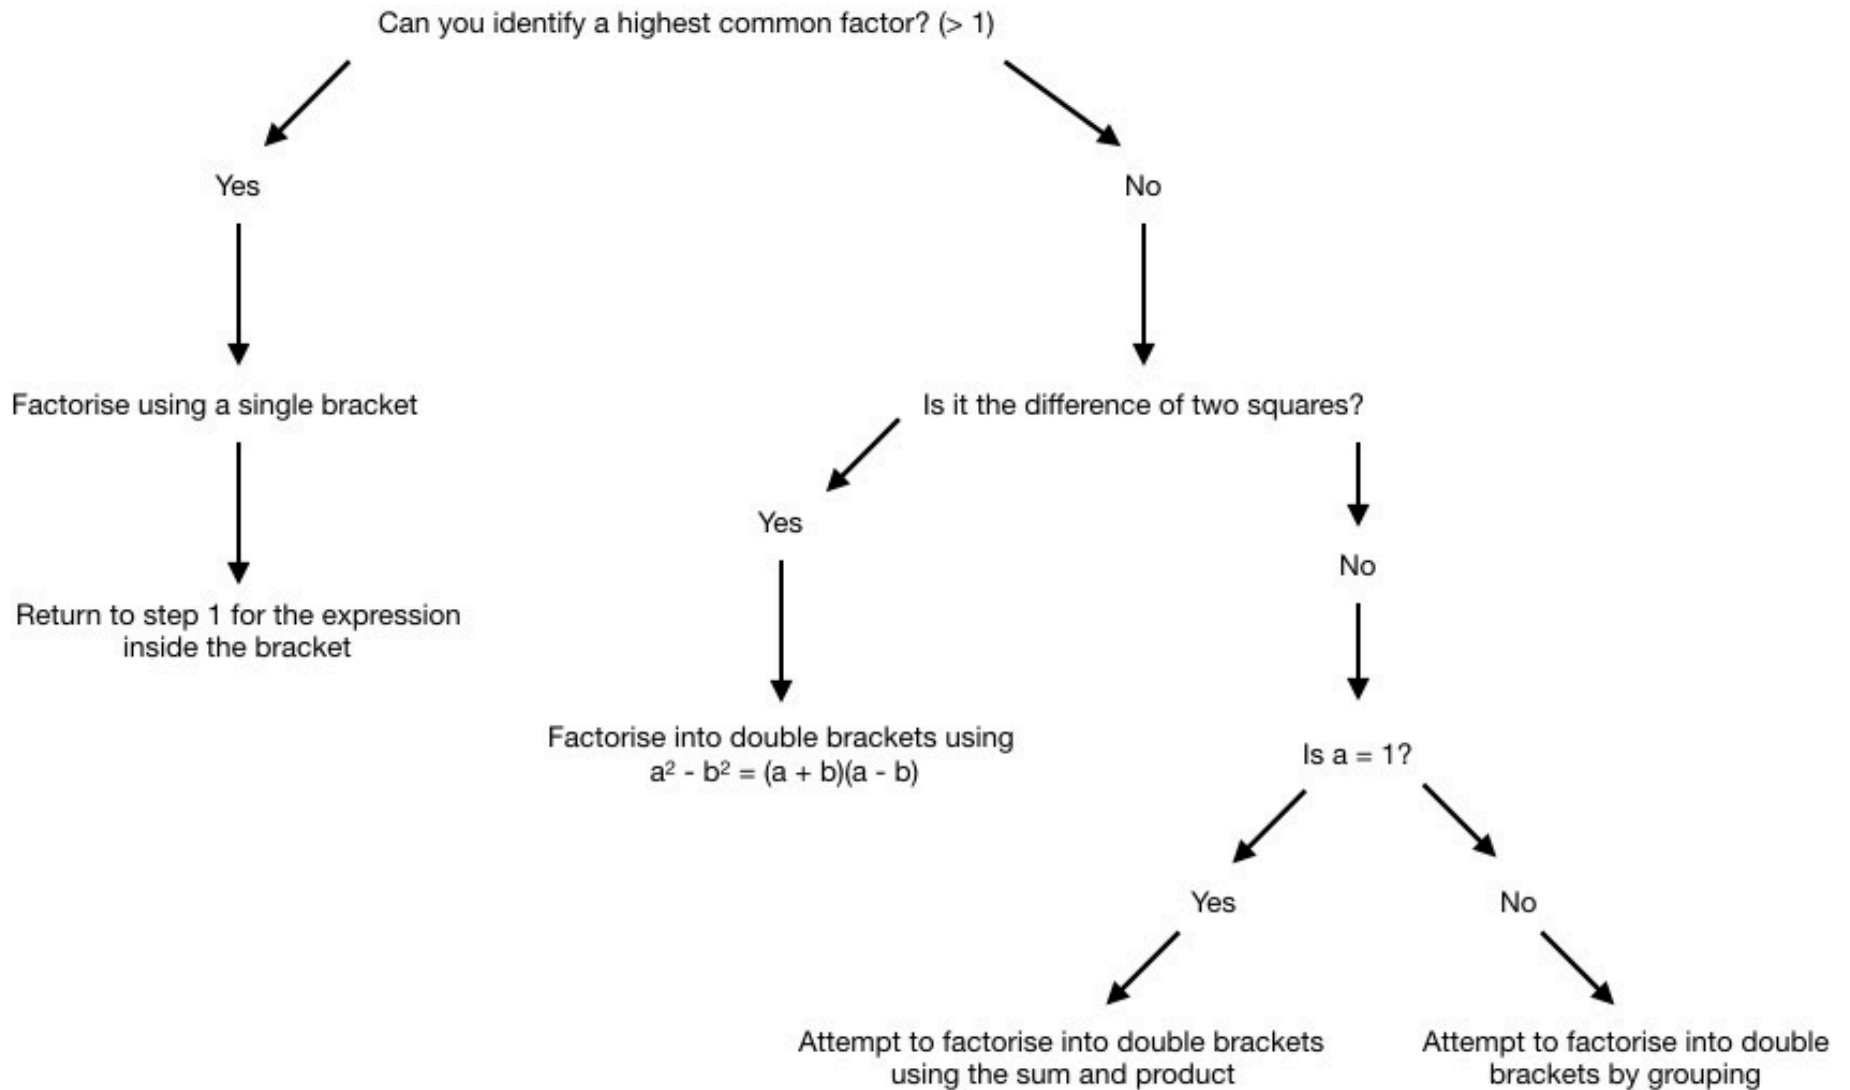 Can you identify a highest common factor? (> 1)
Yes
No
Factorise using a single bracket
Is it the difference of two squares?
Yes
No
Return to step 1 for the expression
inside the bracket
Factorise into double brackets using
a² - b² = (a + b)(a - b)
Is a = 1?
Yes
No
Attempt to factorise into double brackets
using the sum and product
Attempt to factorise into double
brackets by grouping